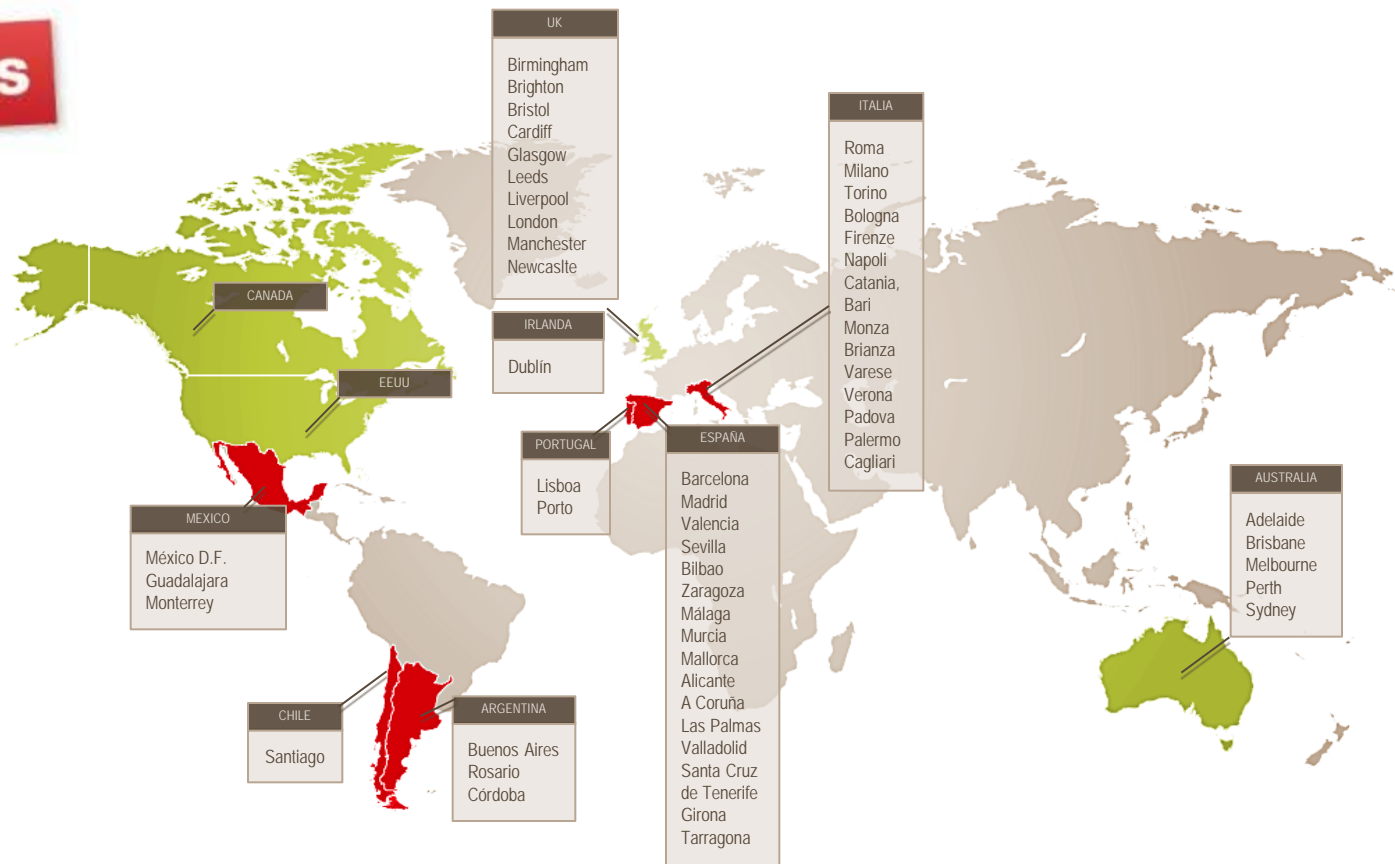 s
UK
Birmingham
Brighton
Bristol
Cardiff
Glasgow
Leeds
Liverpool
London
Manchester
Newcaslte
ITALIA
Roma
Milano
Torino
Bologna
Firenze
Napoli
Catania,
Bari
Monza
Brianza
Varese
Verona
Padova
Palermo
Cagliari
CANADA
IRLANDA
Dublín
EEUU
PORTUGAL
Lisboa
Porto
ESPAÑA
Barcelona
Madrid
Valencia
Sevilla
Bilbao
Zaragoza
Málaga
Murcia
Mallorca
Alicante
A Coruña
Las Palmas
Valladolid
Santa Cruz
de Tenerife
Girona
Tarragona
AUSTRALIA
Adelaide
Brisbane
Melbourne
Perth
Sydney
MEXICO
México D.F.
Guadalajara
Monterrey
CHILE
Santiago
ARGENTINA
Buenos Aires
Rosario
Córdoba